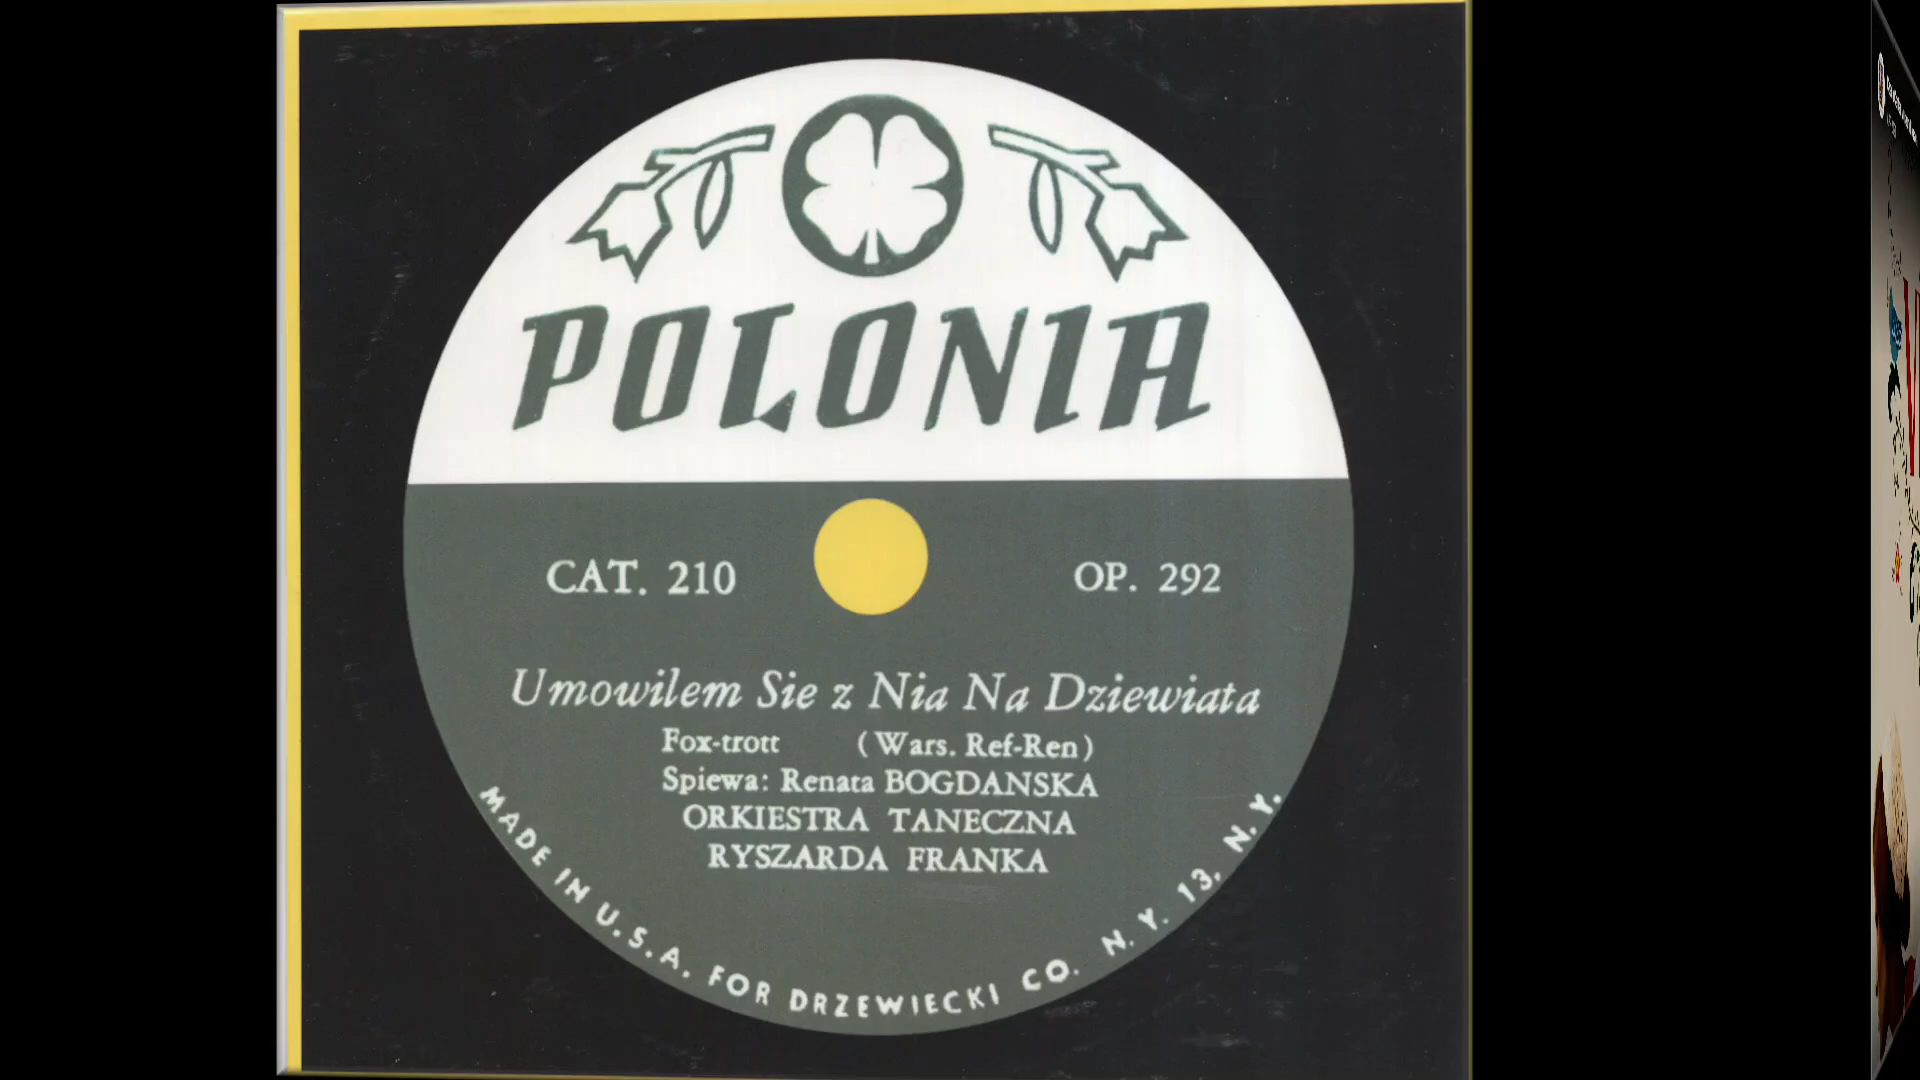 POLONIA
CAT. 210
OP. 292
Umowilem Sie z Nia Na Dziewiata
Fox-trott (Wars. Ref-Ren)
Spiewa: Renata BOGDANSKA
ORKIESTRA TANECZNA
RYSZARDA FRANKA
MADE IN U.S.A. FOR DRZEWIECKI CO. N. Y. 13, N. Y.